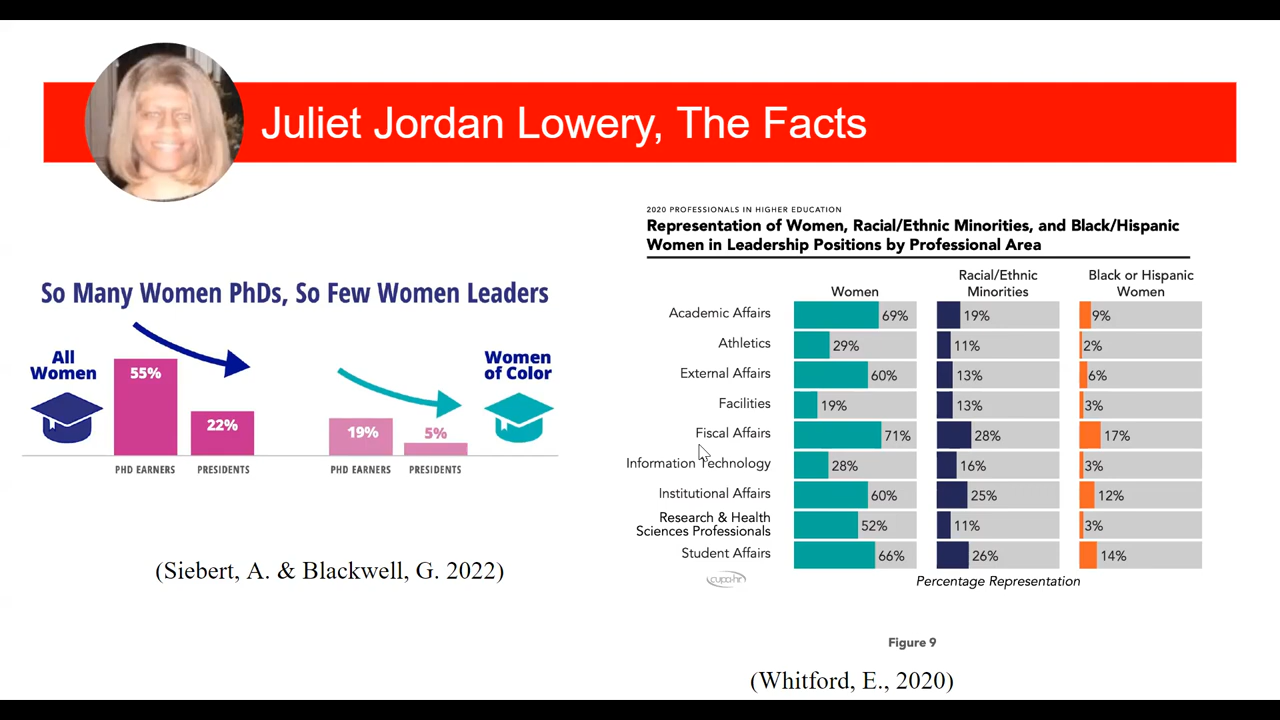 Juliet Jordan Lowery, The Facts
So Many Women PhDs, So Few Women Leaders
All
Women
55%
22%
PHD EARNERS
PRESIDENTS
19%
5%
PHD EARNERS
PRESIDENTS
Women
of Color
(Siebert, A. & Blackwell, G. 2022)
2020 PROFESSIONALS IN HIGHER EDUCATION
Representation of Women, Racial/Ethnic Minorities, and Black/Hispanic
Women in Leadership Positions by Professional Area
Women
Racial/Ethnic
Minorities
Black or Hispanic
Women
Academic Affairs 69% 19% 9%
Athletics 29% 11% 2%
External Affairs 60% 13% 6%
Facilities 19% 13% 3%
Fiscal Affairs 71% 28% 17%
Information Technology 28% 16% 3%
Institutional Affairs 60% 25% 12%
Research & Health
Sciences Professionals 52% 11% 3%
Student Affairs 66% 26% 14%
cupa-hr
Percentage Representation
Figure 9
(Whitford, E., 2020)